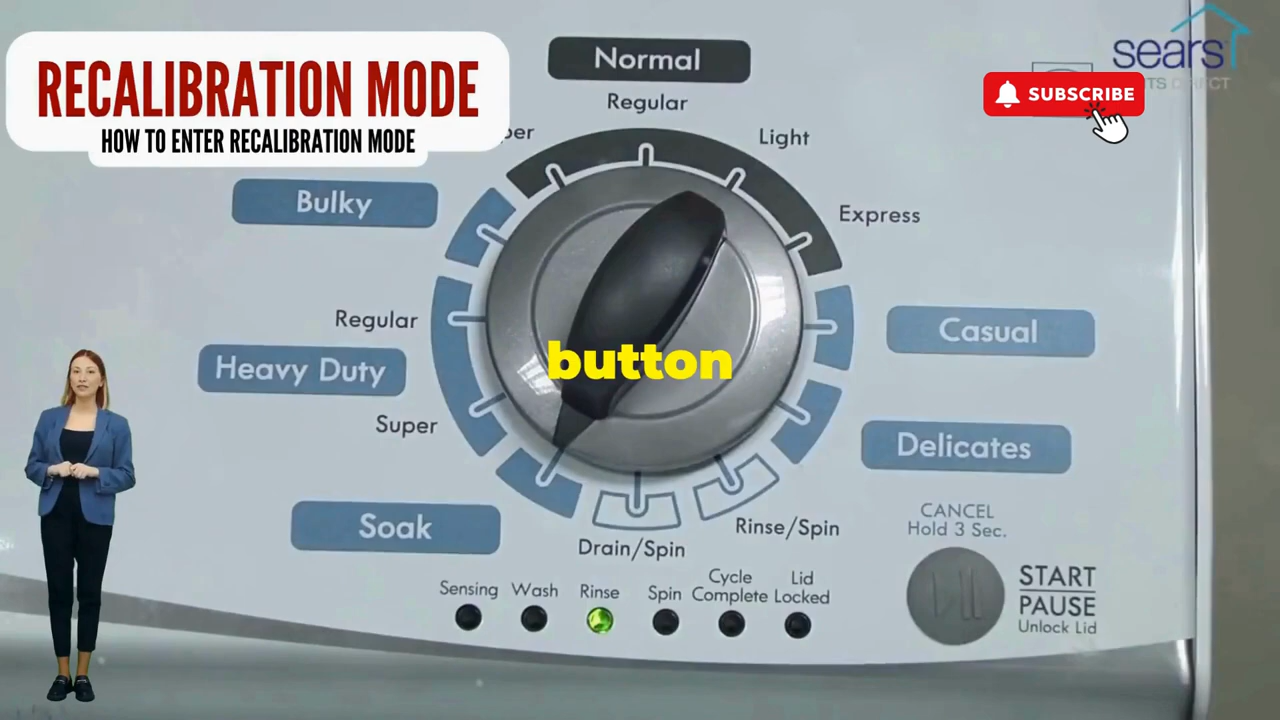 RECALIBRATION MODE
HOW TO ENTER RECALIBRATION MODE
sears
SUBSCRIBE
Normal
Regular
Light
Express
Bulky
Regular
Heavy Duty
Super
Casual
Delicates
button
Soak
Drain/Spin
Rinse/Spin
CANCEL
Hold 3 Sec.
Sensing
Wash
Rinse
Spin
Cycle
Complete
Lid
Locked
START
PAUSE
Unlock Lid